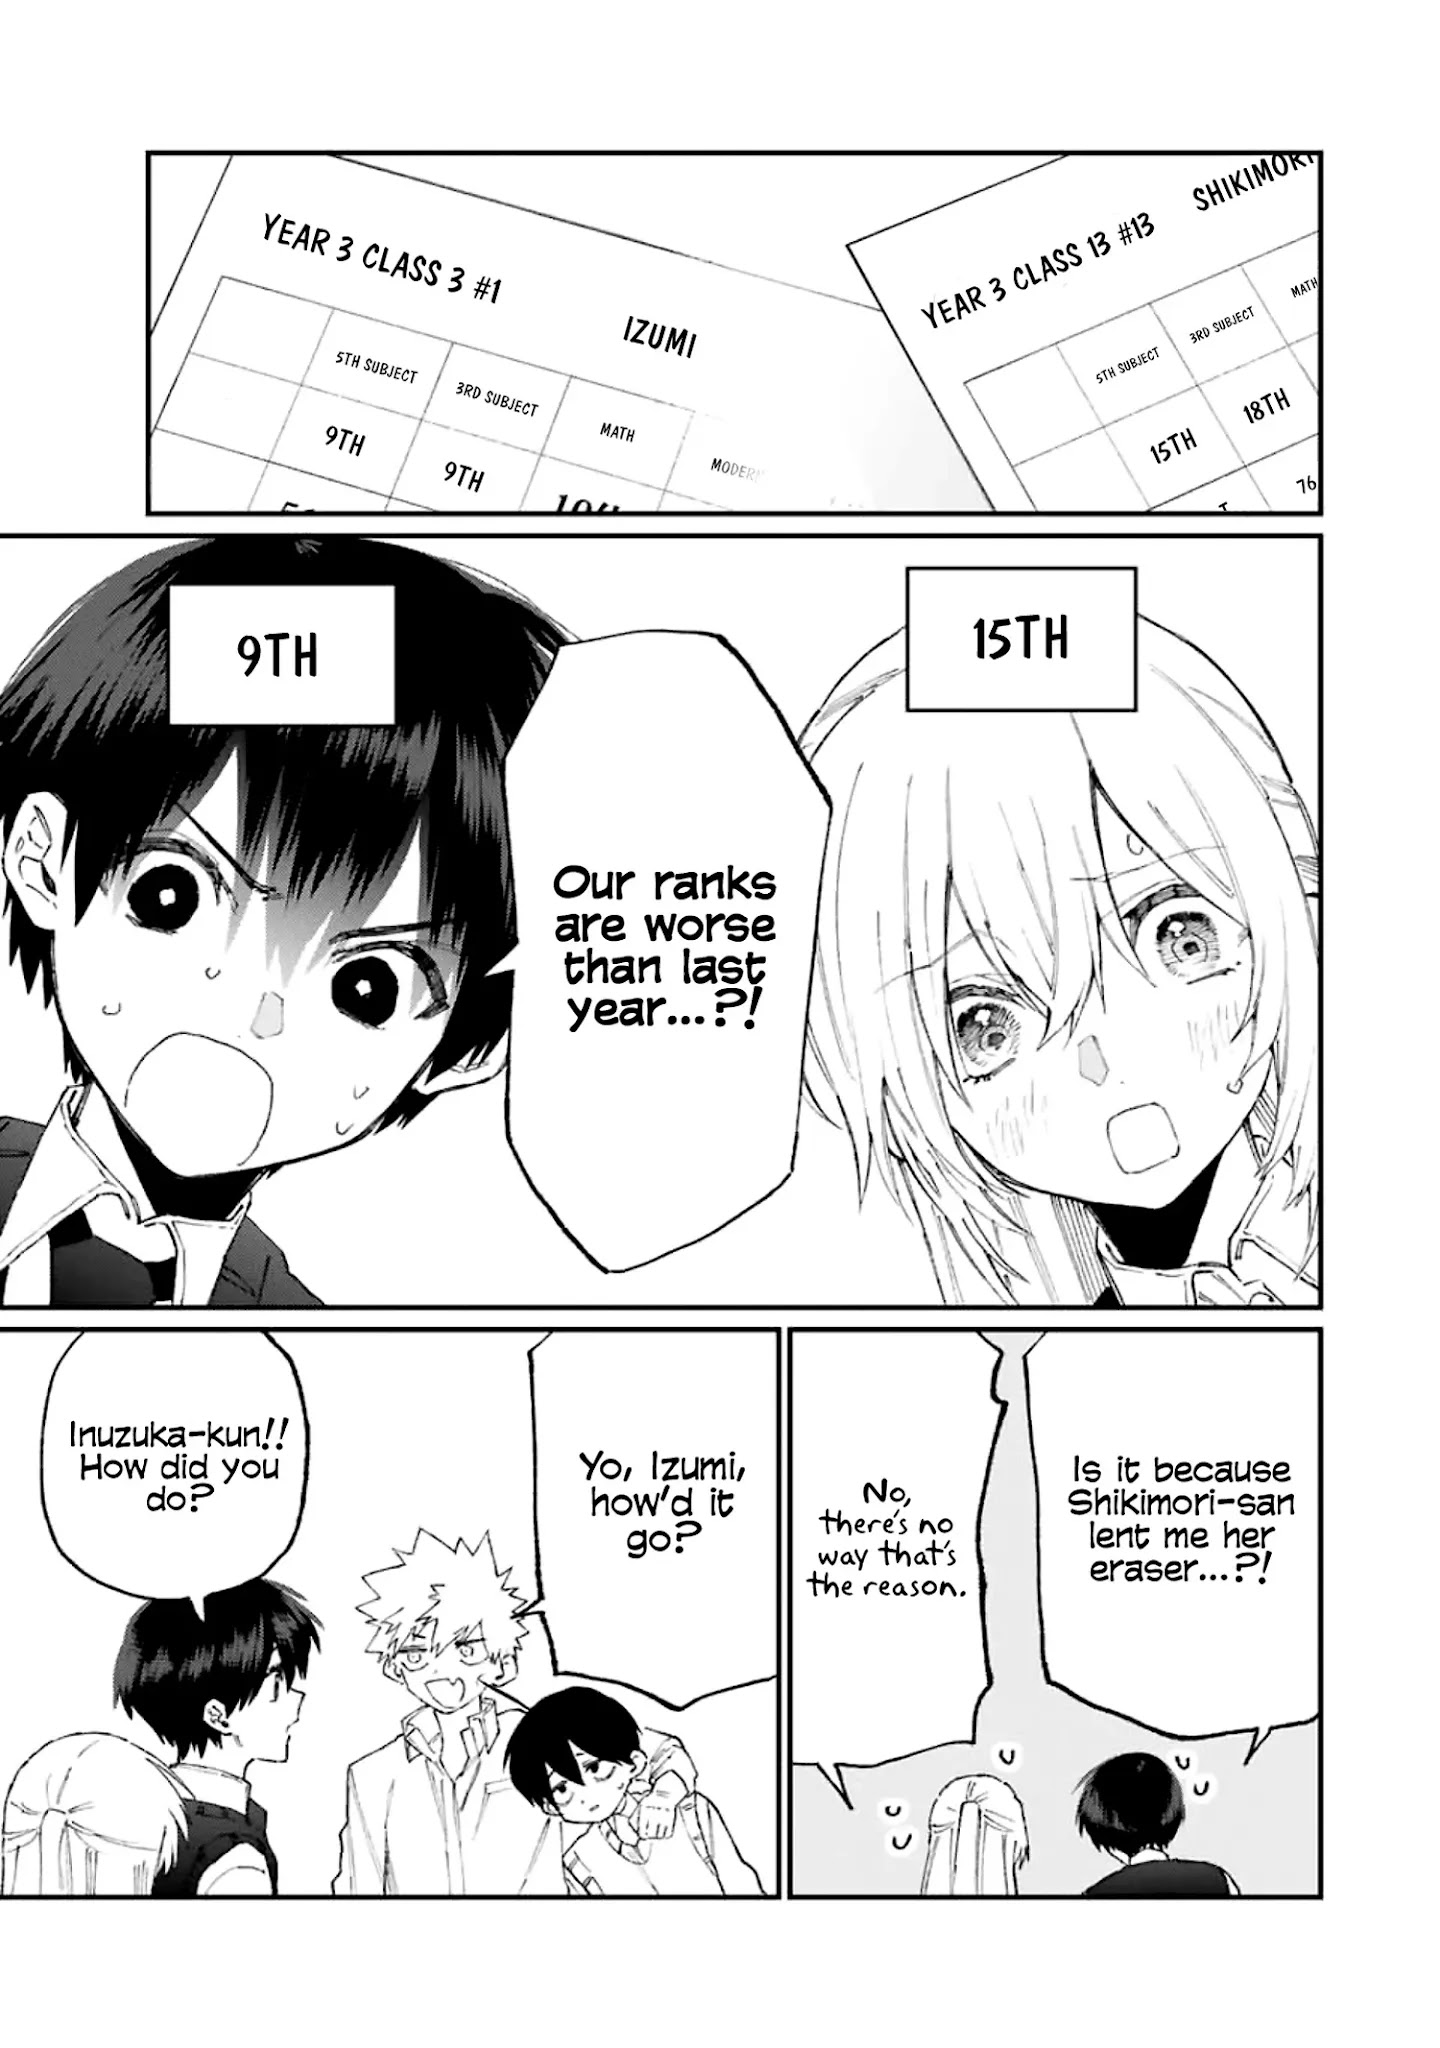 SHIKIMORI
YEAR 3 CLASS 13 #13
MATH
3RD SUBJECT
5TH SUBJECT
18TH
15TH
76
YEAR 3 CLASS 3 #1
IZUMI
5TH SUBJECT
3RD SUBJECT
MATH
MODERN
9TH
9TH
15TH
9TH
Our ranks
are worse
than last
year...?!
Is it because
Shikimori-san
lent me her
eraser...?!
No,
there's no
way that's
the reason.
Yo, Izumi,
how'd it
go?
Inuzuka-kun!!
How did you
do?